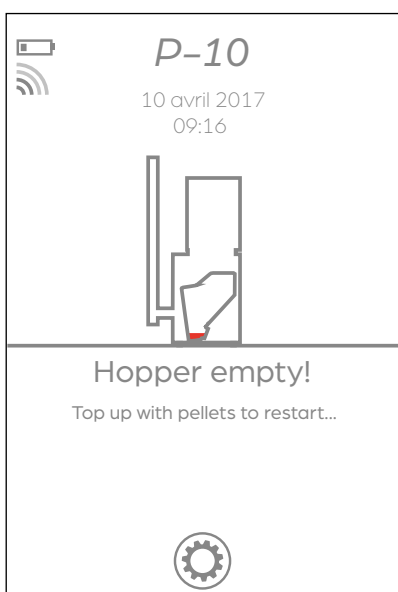 P-10
10 avril 2017
09:16
Hopper empty!
Top up with pellets to restart...